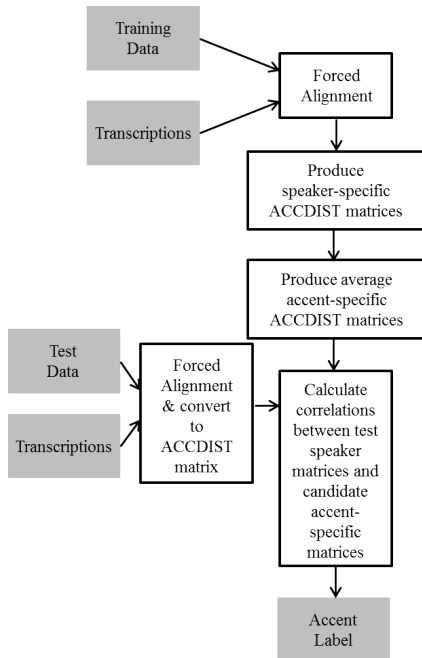 Training
Data
Forced
Alignment
Transcriptions
Produce
speaker-specific
ACCDIST matrices
Produce average
accent-specific
ACCDIST matrices
Test
Data
Transcriptions
Forced
Alignment
& convert
to
ACCDIST
matrix
Calculate
correlations
between test
speaker
matrices and
candidate
accent-
specific
matrices
Accent
Label